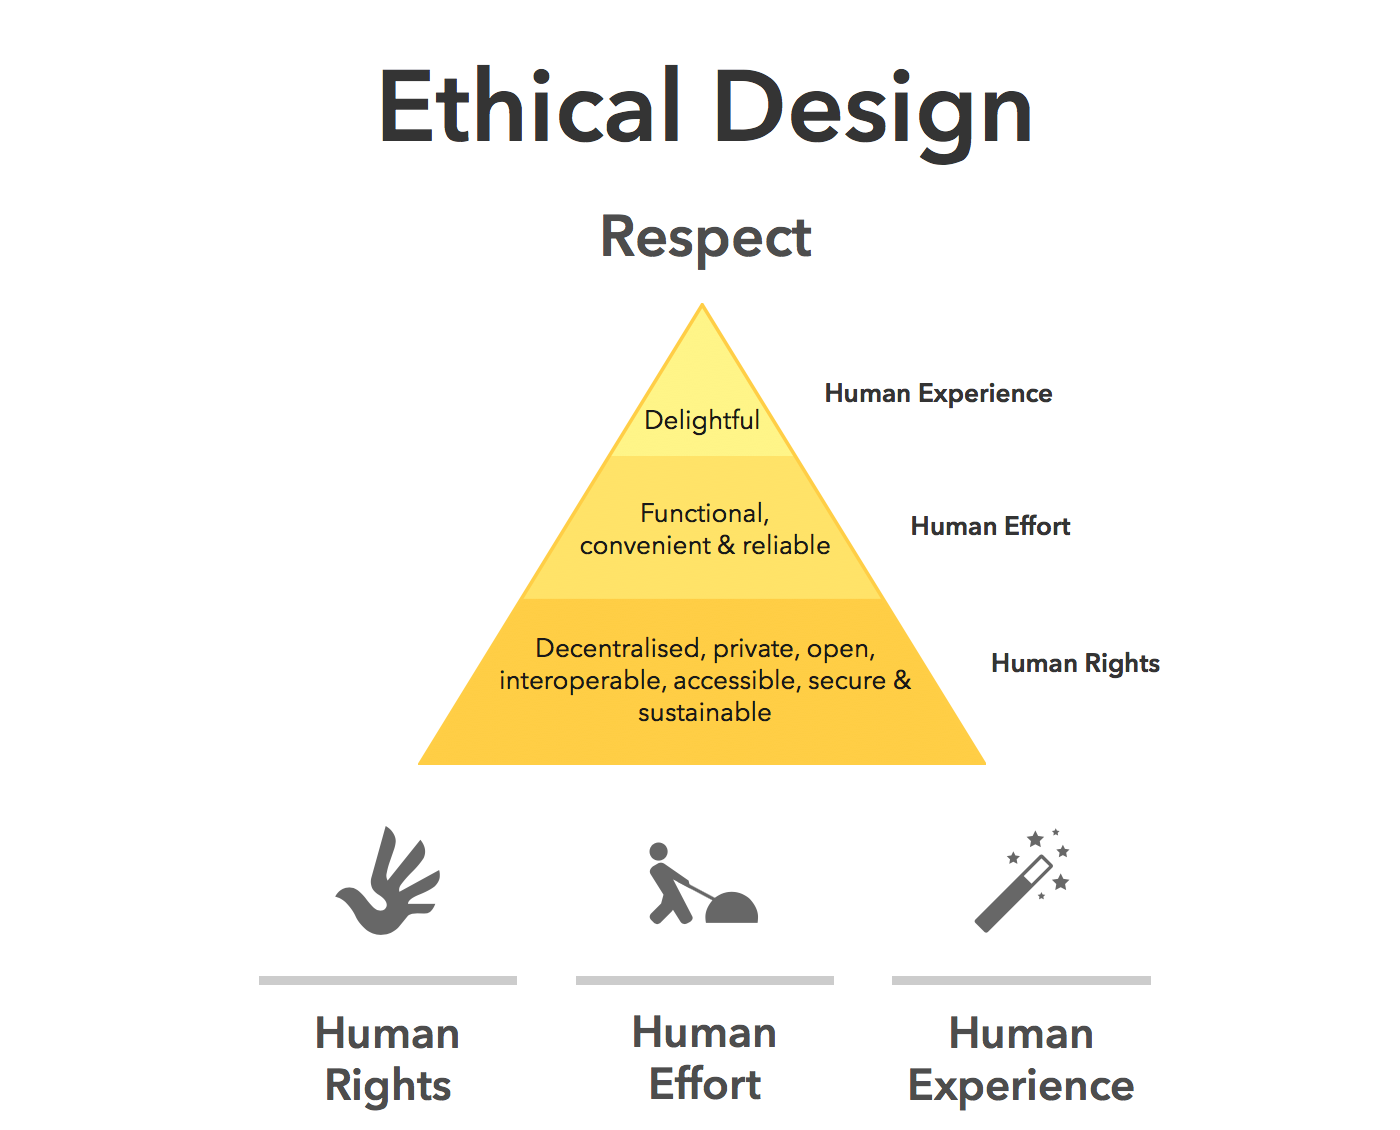 Ethical Design
Respect
Human Experience
Delightful
Functional,
convenient & reliable
Human Effort
Decentralised, private, open,
interoperable, accessible, secure &
sustainable
Human Rights
Human
Rights
Human
Effort
Human
Experience